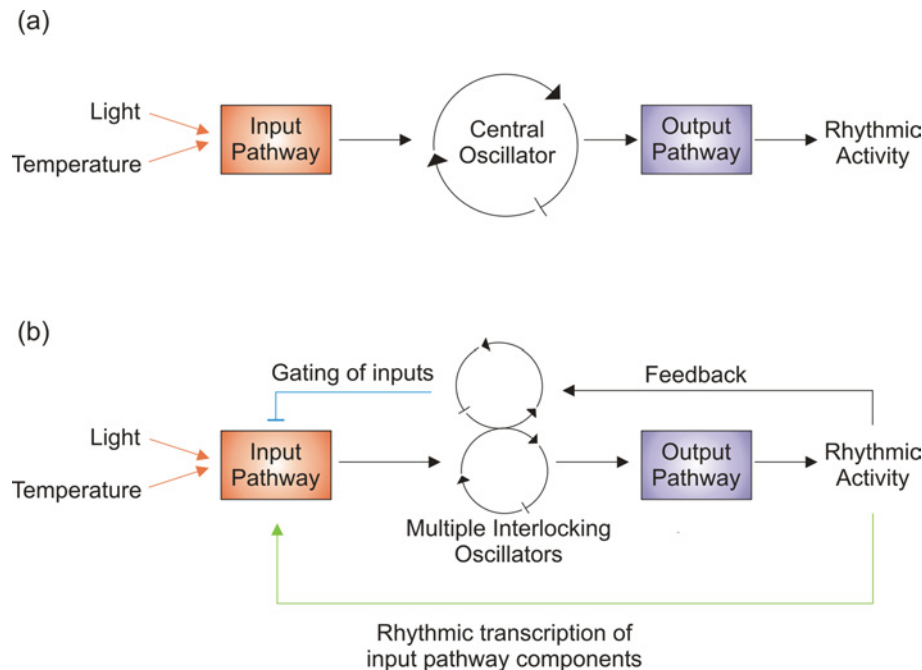 (a)
Light
Temperature
Input
Pathway
Central
Oscillator
Output
Pathway
Rhythmic
Activity
(b)
Gating of inputs
Feedback
Light
Temperature
Input
Pathway
Multiple Interlocking
Oscillators
Output
Pathway
Rhythmic
Activity
Rhythmic transcription of
input pathway components